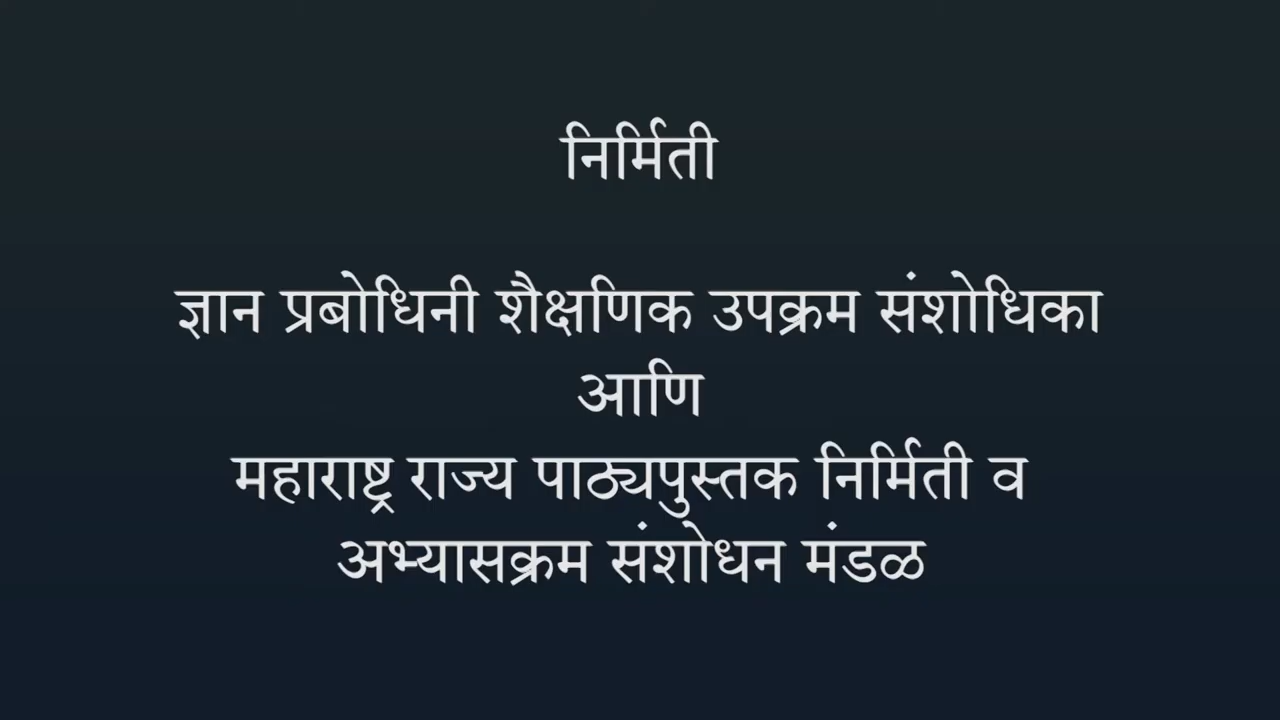 निर्मिती
ज्ञान प्रबोधिनी शैक्षणिक उपक्रम संशोधिका
आणि
महाराष्ट्र राज्य पाठ्यपुस्तक निर्मिती व
अभ्यासक्रम संशोधन मंडळ